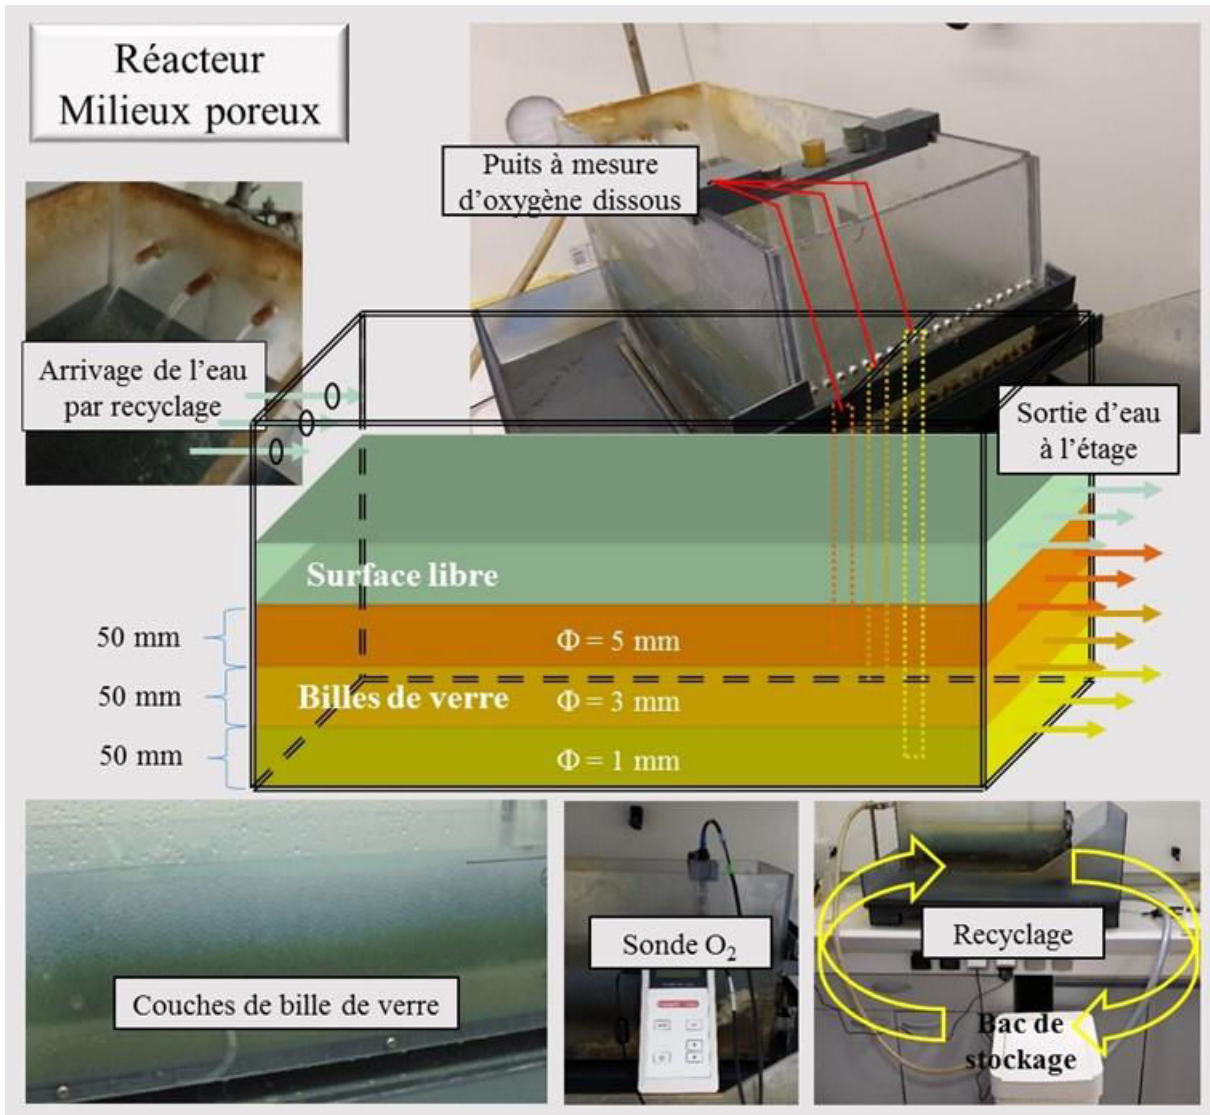 Réacteur
Milieux poreux
Puits à mesure
d’oxygène dissous
Arrivage de l’eau
par recyclage
Sortie d’eau
à l’étage
Surface libre
50 mm
Φ = 5 mm
50 mm
Billes de verre
Φ = 3 mm
50 mm
Φ = 1 mm
Couches de bille de verre
Sonde O₂
Recyclage
Bac de
stockage